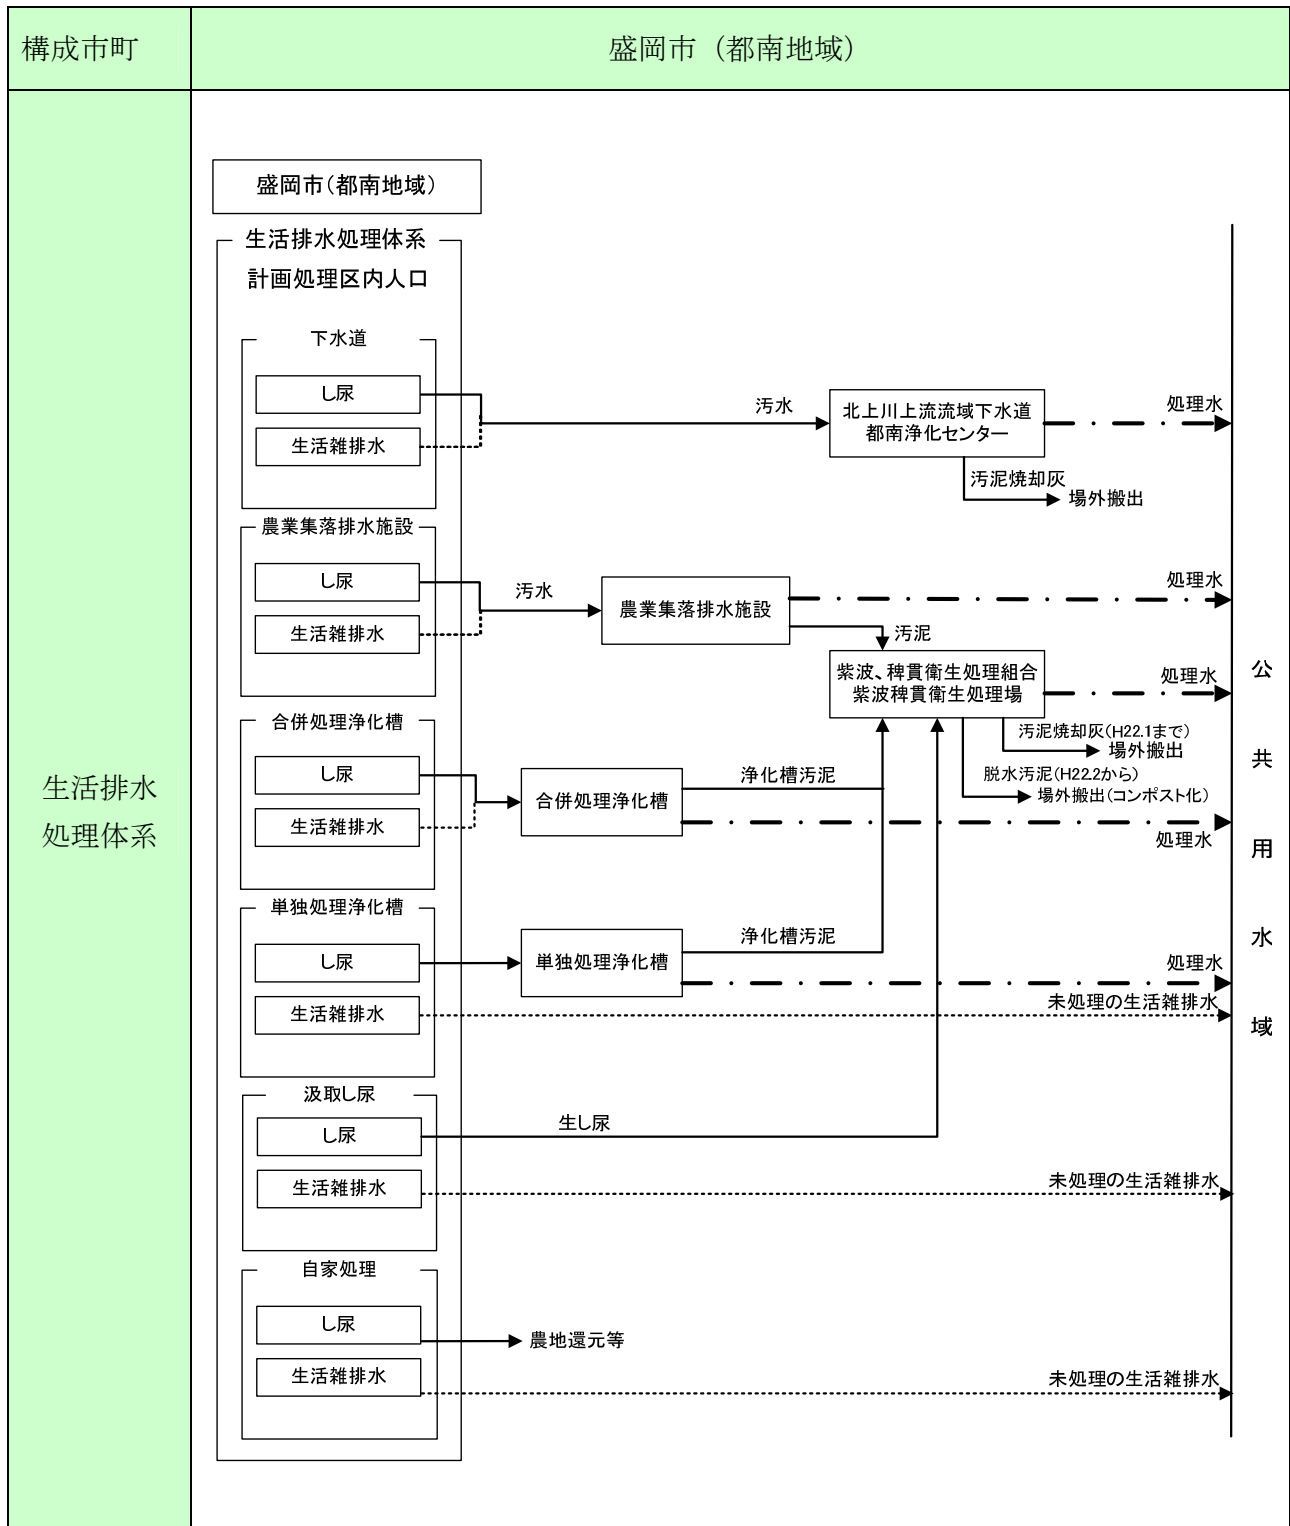 構成市町
盛岡市（都南地域）
生活排水
処理体系
盛岡市（都南地域）
生活排水処理体系
計画処理区内人口
下水道
し尿
生活雑排水
汚水
北上川上流流域下水道
都南浄化センター
処理水
汚泥焼却灰
場外搬出
農業集落排水施設
し尿
生活雑排水
汚水
農業集落排水施設
処理水
汚泥
紫波、稗貫衛生処理組合
紫波稗貫衛生処理場
処理水
汚泥焼却灰(H22.1まで)
場外搬出
脱水汚泥(H22.2から)
場外搬出(コンポスト化)
合併処理浄化槽
し尿
生活雑排水
合併処理浄化槽
浄化槽汚泥
処理水
単独処理浄化槽
し尿
生活雑排水
単独処理浄化槽
浄化槽汚泥
処理水
未処理の生活雑排水
汲取し尿
し尿
生活雑排水
生し尿
未処理の生活雑排水
自家処理
し尿
生活雑排水
農地還元等
未処理の生活雑排水
公共用水域